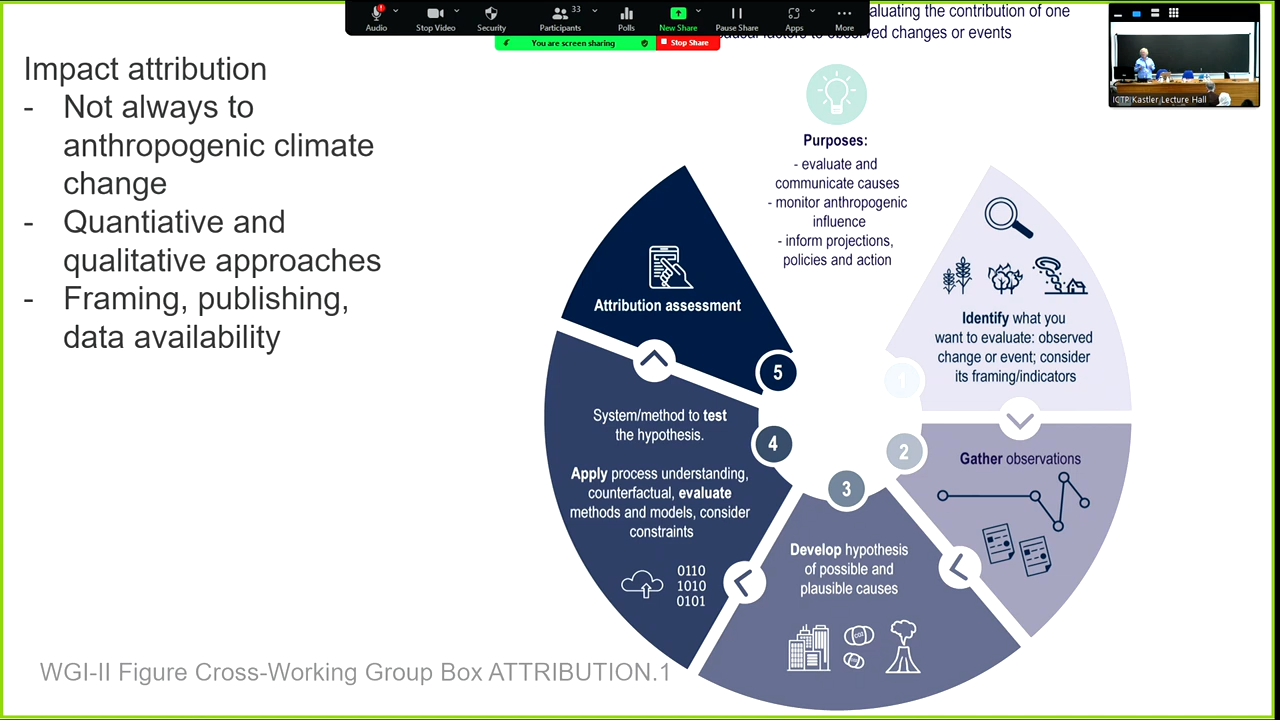 Audio
Stop Video
Security
Participants
33
Polls
New Share
Pause Share
Apps
More
You are screen sharing
Stop Share
aluating the contribution of one
factors to observed changes or events
ICTP Kastler Lecture Hall
Impact attribution
- Not always to
anthropogenic climate
change
- Quantiative and
qualitative approaches
- Framing, publishing,
data availability
Purposes:
- evaluate and
communicate causes
- monitor anthropogenic
influence
- inform projections,
policies and action
1
Identify what you
want to evaluate: observed
change or event; consider
its framing/indicators
2
Gather observations
3
Develop hypothesis
of possible and
plausible causes
CO2
CO2
4
System/method to test
the hypothesis.
Apply process understanding,
counterfactual, evaluate
methods and models, consider
constraints
0110
1010
0101
5
Attribution assessment
WGI-II Figure Cross-Working Group Box ATTRIBUTION.1